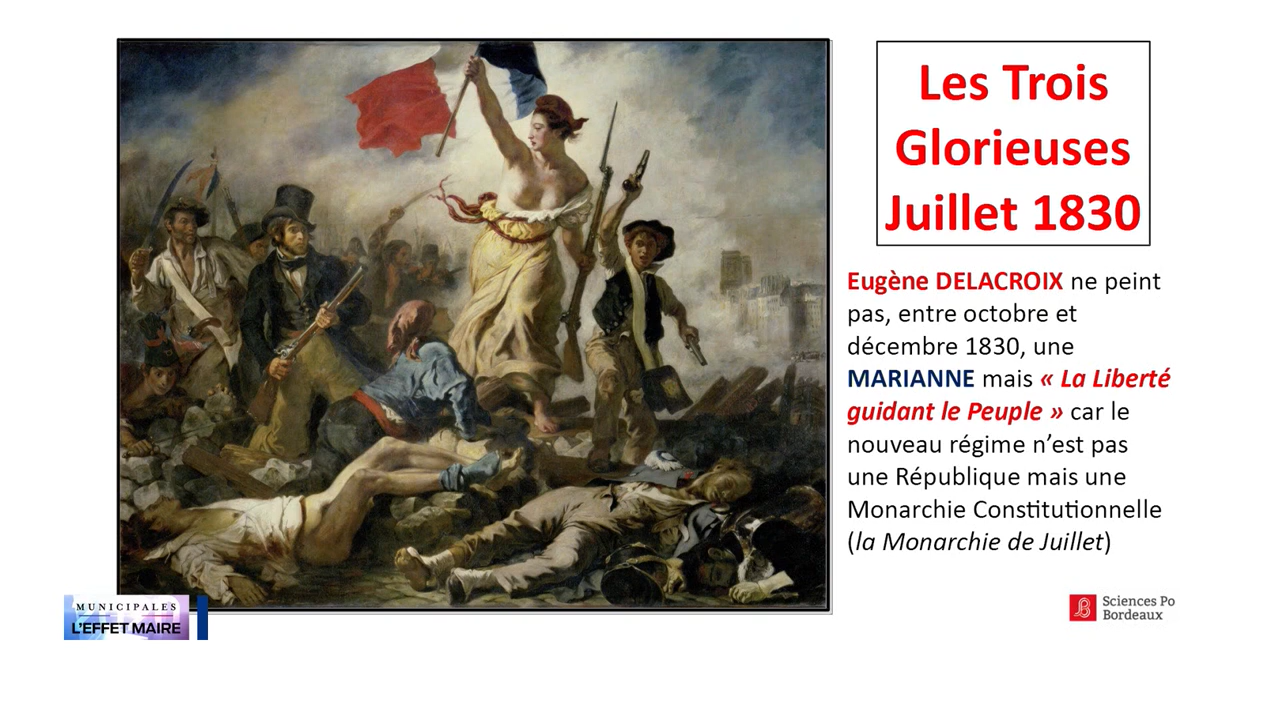 Les Trois
Glorieuses
Juillet 1830
Eugène DELACROIX ne peint
pas, entre octobre et
décembre 1830, une
MARIANNE mais « La Liberté
guidant le Peuple » car le
nouveau régime n’est pas
une République mais une
Monarchie Constitutionnelle
(la Monarchie de Juillet)
MUNICIPALES
L'EFFET MAIRE
Sciences Po
Bordeaux